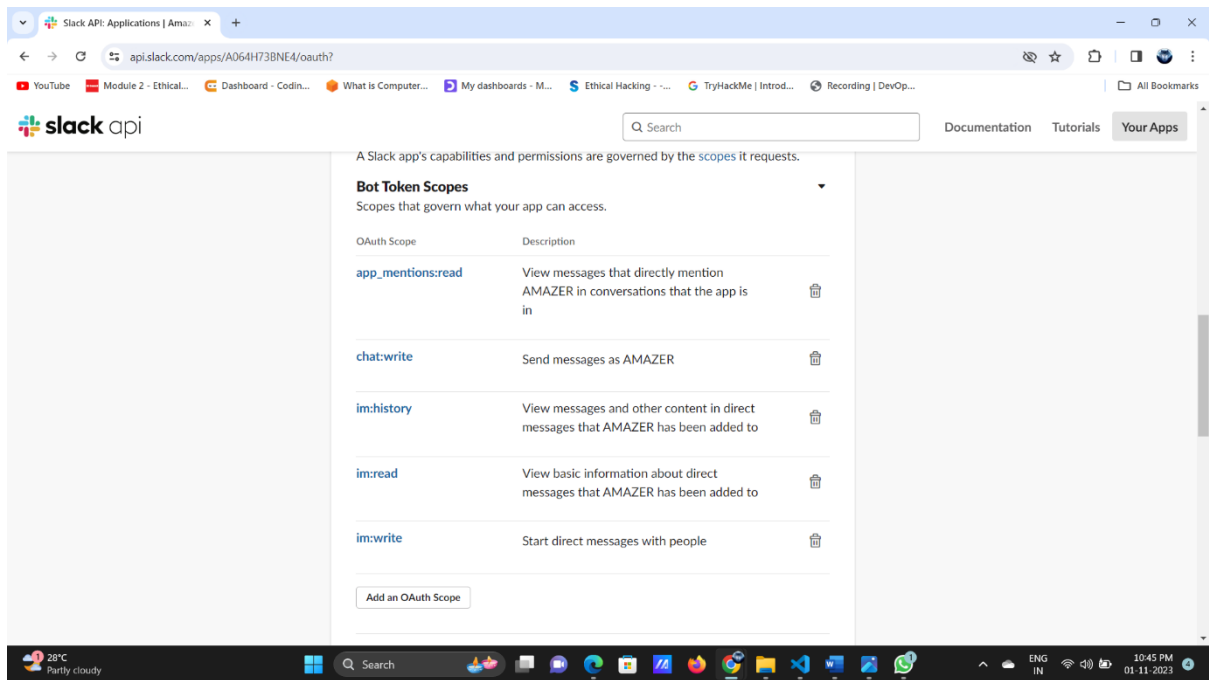 Slack API: Applications | Amaz
api.slack.com/apps/A064H73BNE4/oauth?
YouTube
Module 2 - Ethical...
Dashboard - Codin...
What is Computer...
My dashboards - M...
Ethical Hacking - -...
TryHackMe | Introd...
Recording | DevOp...
All Bookmarks
slack api
Search
Documentation
Tutorials
Your Apps
A Slack app's capabilities and permissions are governed by the scopes it requests.
Bot Token Scopes
Scopes that govern what your app can access.
OAuth Scope Description
app_mentions:read View messages that directly mention
AMAZER in conversations that the app is
in
chat:write Send messages as AMAZER
im:history View messages and other content in direct
messages that AMAZER has been added to
im:read View basic information about direct
messages that AMAZER has been added to
im:write Start direct messages with people
Add an OAuth Scope
1
28°C
Partly cloudy
Search
ENG
IN
10:45 PM
01-11-2023
4